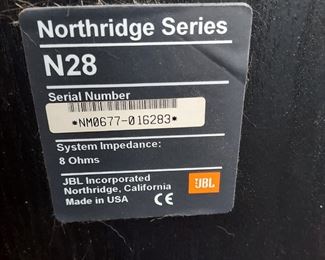 Northridge Series
N28
Serial Number
*NM0677-016283*
System Impedance:
8 Ohms
JBL Incorporated
Northridge, California
Made in USA CE
JBL